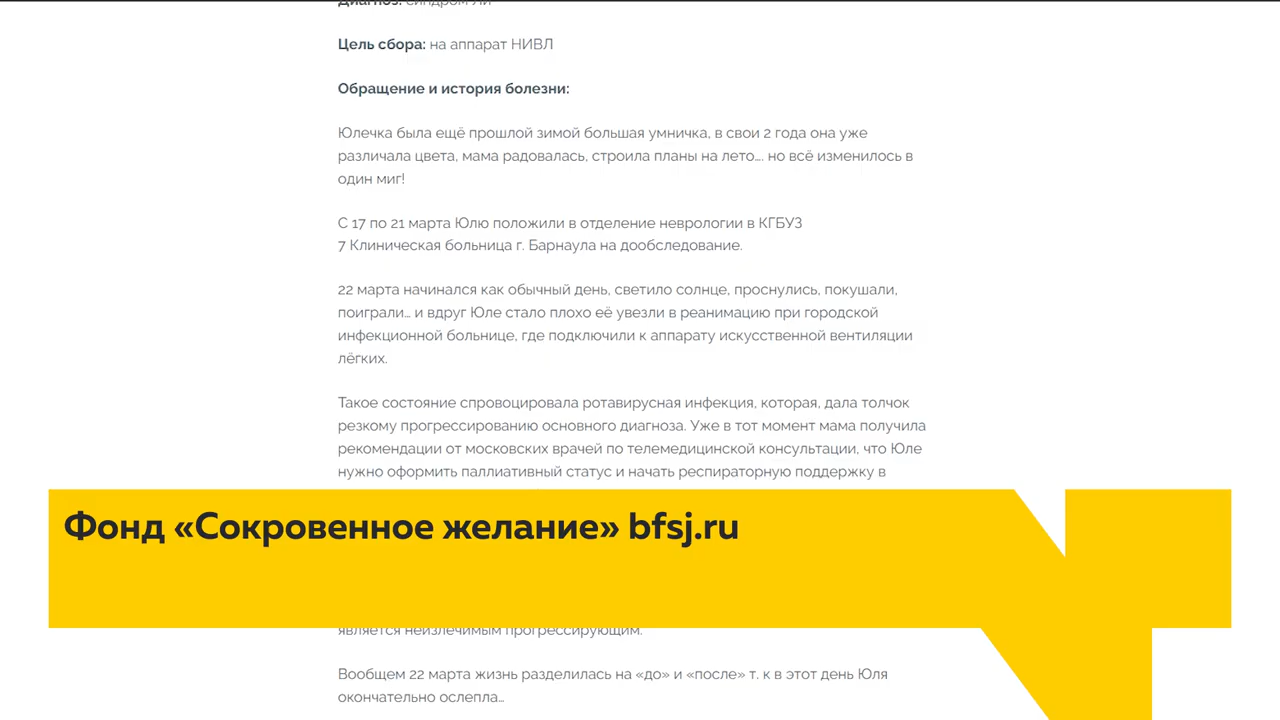 Диагноз: синдром Ли
Цель сбора: на аппарат НИВЛ
Обращение и история болезни:
Юлечка была ещё прошлой зимой большая умничка, в свои 2 года она уже
различала цвета, мама радовалась, строила планы на лето…. но всё изменилось в
один миг!
С 17 по 21 марта Юлю положили в отделение неврологии в КГБУЗ
7 Клиническая больница г. Барнаула на дообследование.
22 марта начинался как обычный день, светило солнце, проснулись, покушали,
поиграли… и вдруг Юле стало плохо её увезли в реанимацию при городской
инфекционной больнице, где подключили к аппарату искусственной вентиляции
лёгких.
Такое состояние спровоцировала ротавирусная инфекция, которая, дала толчок
резкому прогрессированию основного диагноза. Уже в тот момент мама получила
рекомендации от московских врачей по телемедицинской консультации, что Юле
нужно оформить паллиативный статус и начать респираторную поддержку в
Фонд «Сокровенное желание» bfsj.ru
является неизлечимым прогрессирующим.
Вообщем 22 марта жизнь разделилась на «до» и «после» т. к в этот день Юля
окончательно ослепла…